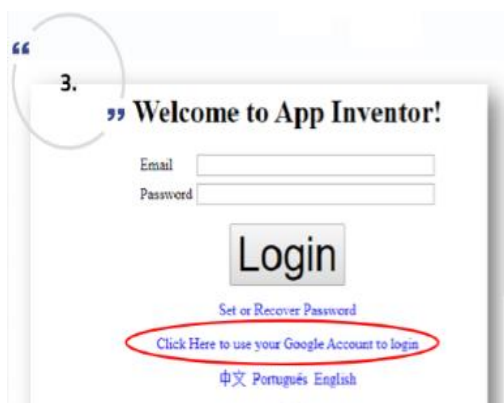 “
3.
” Welcome to App Inventor!
Email
Password
Login
Set or Recover Password
Click Here to use your Google Account to login
中文 Português English